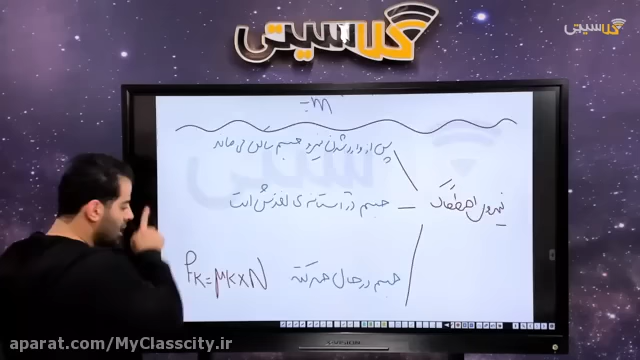 کلاسیتی
کلاسیتی
پس از وارد شدن نیرو جسم ساکن می ماند
نیروی اصطکاک
جسم در آستانه ی لغزش است
جسم در حال حرکت
fk = μk × N
aparat.com/MyClasscity.ir